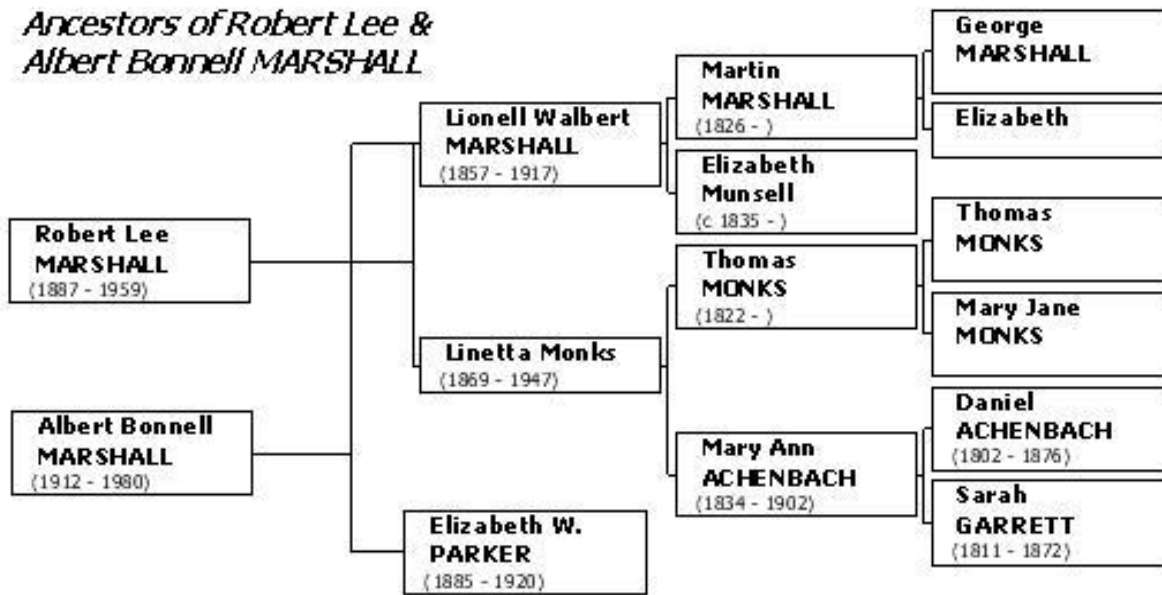 Ancestors of Robert Lee &
Albert Bonnell MARSHALL
Robert Lee
MARSHALL
(1887 - 1959)
Albert Bonnell
MARSHALL
(1912 - 1980)
Lionell Walbert
MARSHALL
(1857 - 1917)
Linetta Monks
(1869 - 1947)
Elizabeth W.
PARKER
(1885 - 1920)
Martin
MARSHALL
(1826 - )
Elizabeth
Munsell
(c 1835 - )
Thomas
MONKS
(1822 - )
Mary Ann
ACHENBACH
(1834 - 1902)
George
MARSHALL
Elizabeth
Thomas
MONKS
Mary Jane
MONKS
Daniel
ACHENBACH
(1802 - 1876)
Sarah
GARRETT
(1811 - 1872)